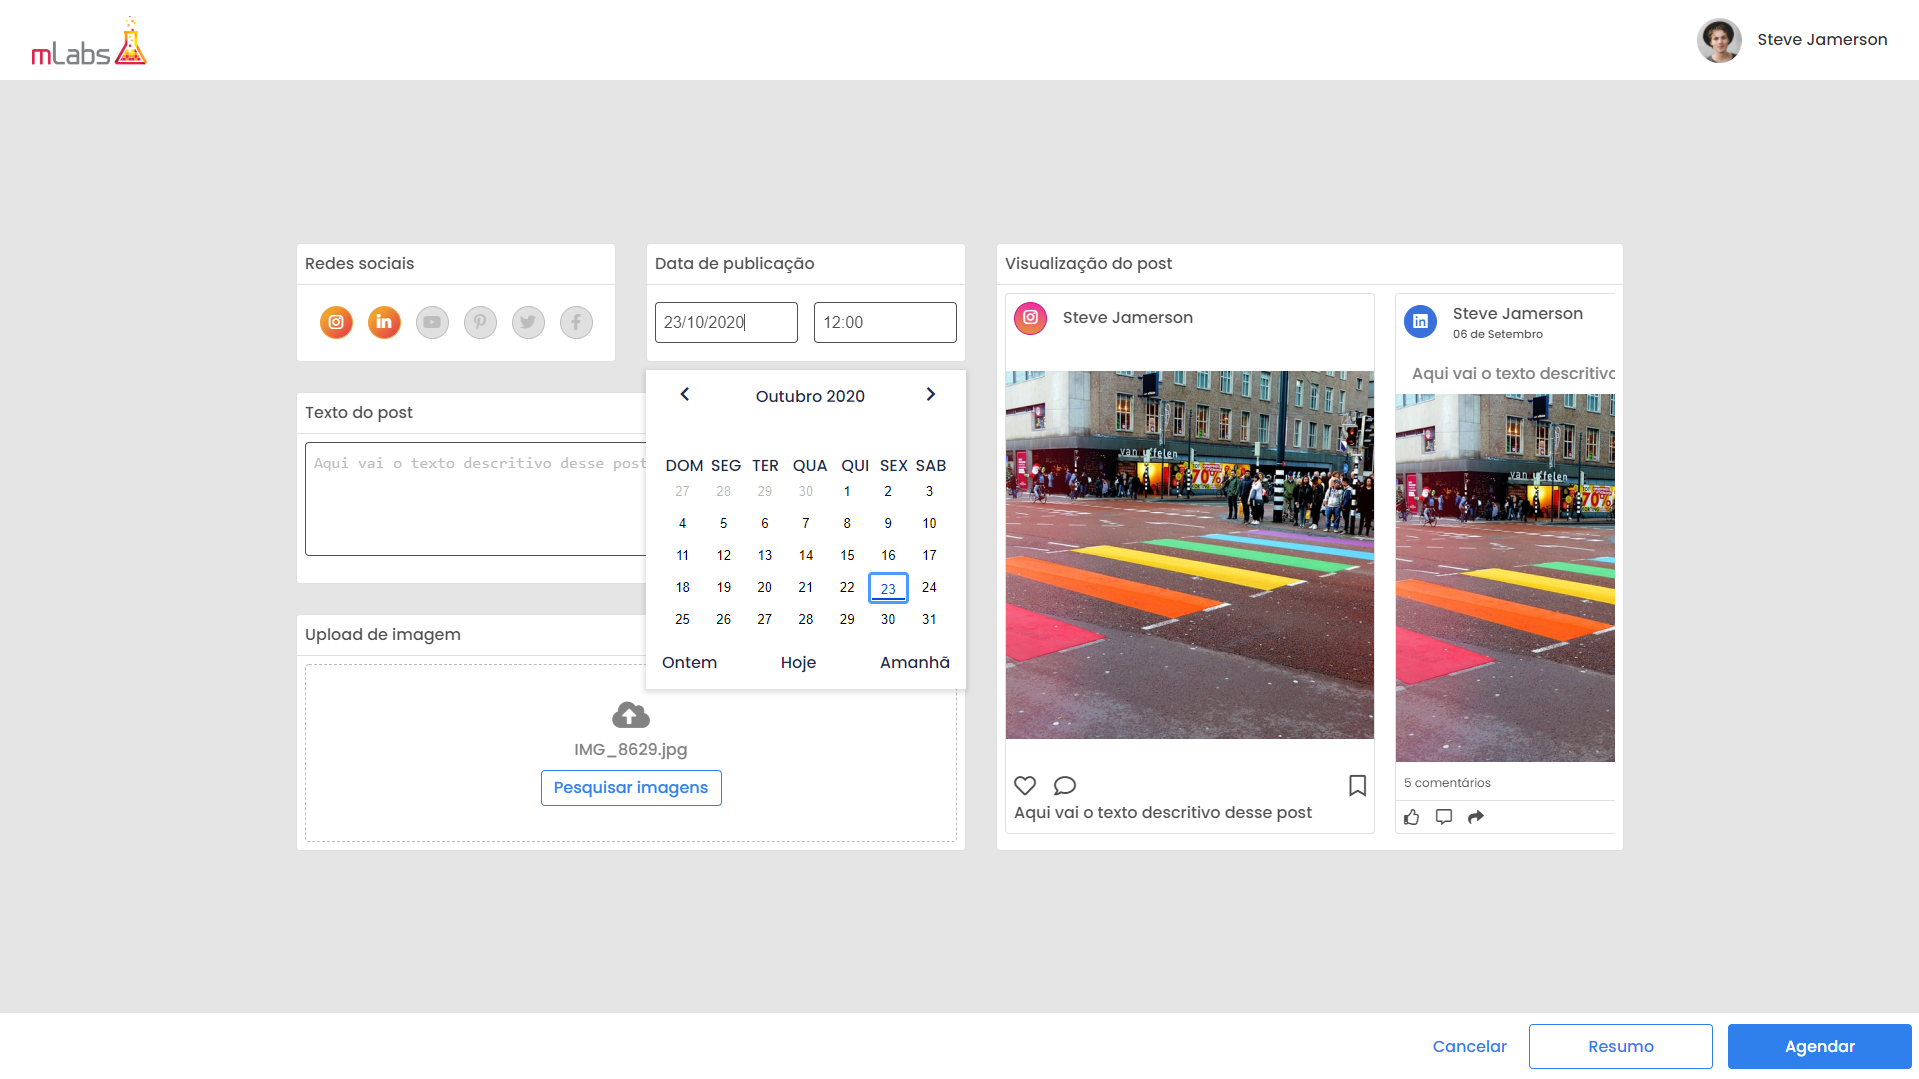 mLabs
Steve Jamerson
Redes sociais
Data de publicação
23/10/2020
12:00
Outubro 2020
DOM SEG TER QUA QUI SEX SAB
27 28 29 30 1 2 3
4 5 6 7 8 9 10
11 12 13 14 15 16 17
18 19 20 21 22 23 24
25 26 27 28 29 30 31
Ontem Hoje Amanhã
Texto do post
Aqui vai o texto descritivo desse post
Upload de imagem
IMG_8629.jpg
Pesquisar imagens
Visualização do post
Steve Jamerson
van uffelen
70%
Aqui vai o texto descritivo desse post
Steve Jamerson
06 de Setembro
Aqui vai o texto descritivo
van uffelen
70%
5 comentários
Cancelar
Resumo
Agendar